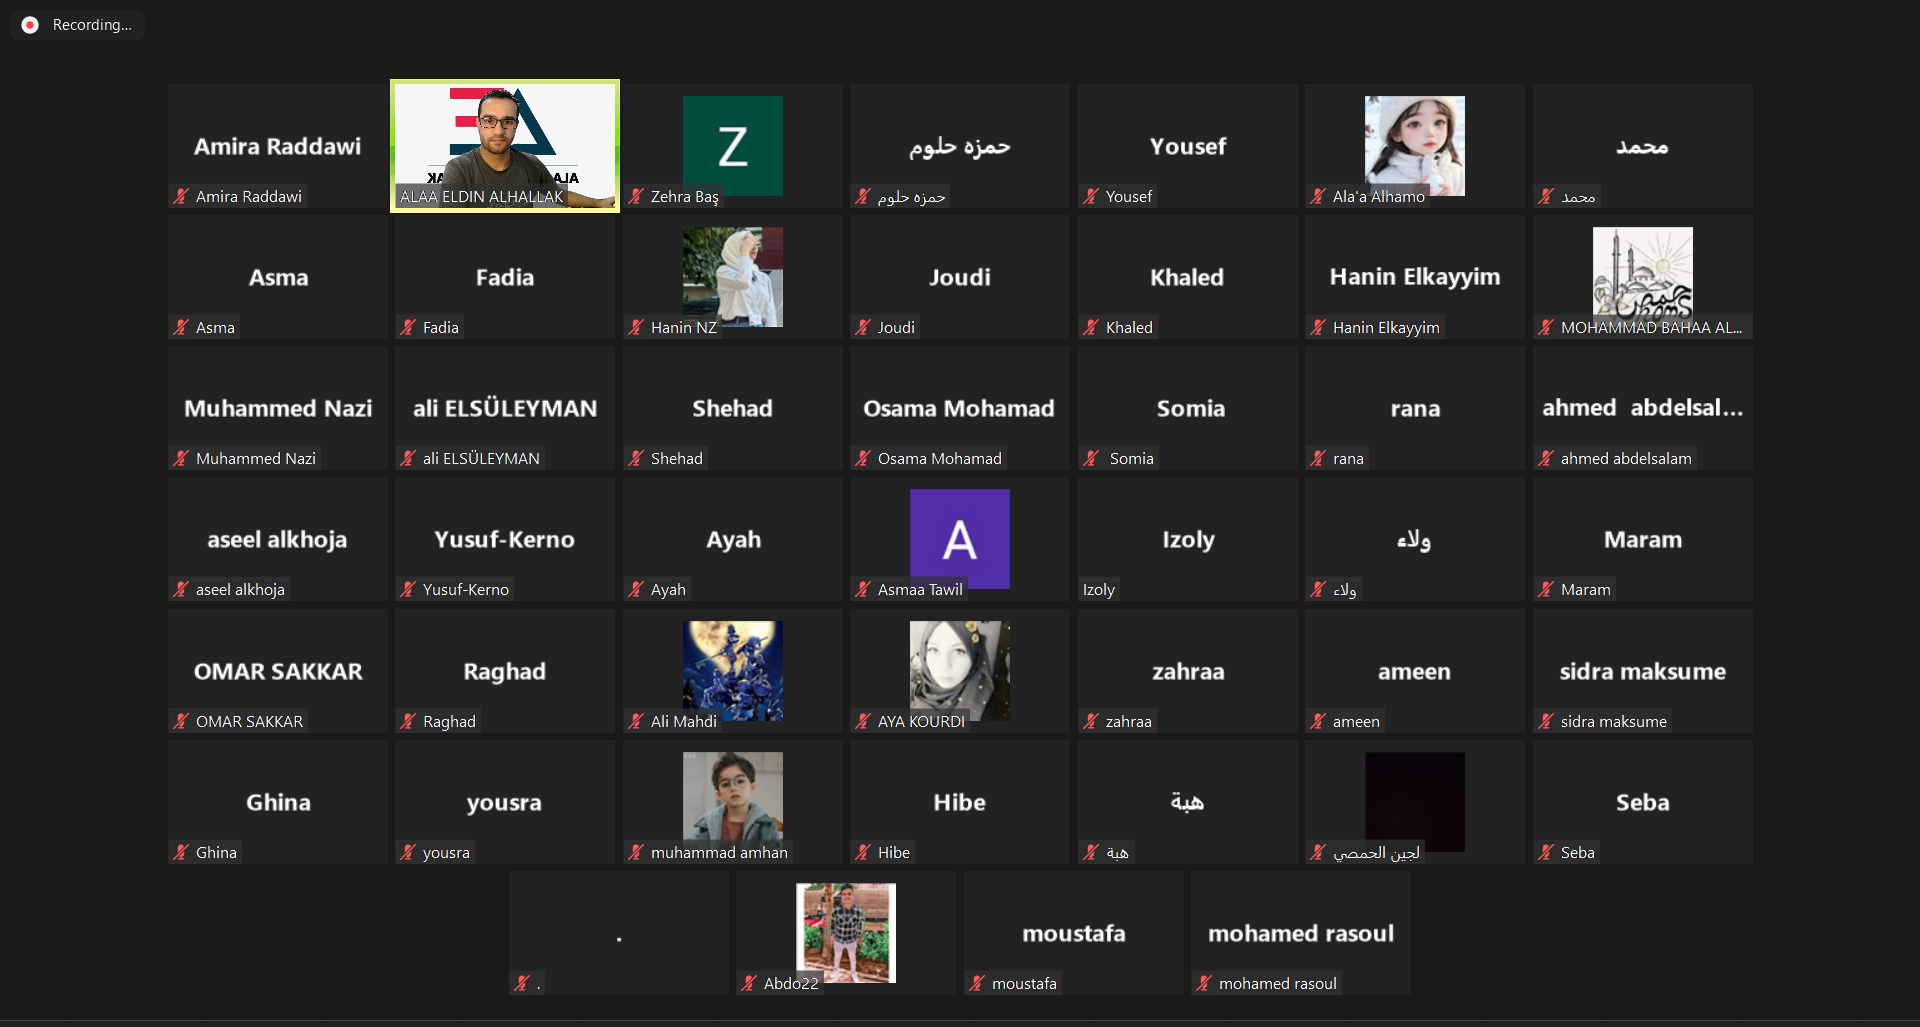 Recording...
Amira Raddawi
Amira Raddawi
ALAA ELDIN ALHALLAK
Z
Zehra Baş
حمزه حلوم
حمزه حلوم
Yousef
Yousef
Ala'a Alhamo
محمد
محمد
Asma
Asma
Fadia
Fadia
Hanin NZ
Joudi
Joudi
Khaled
Khaled
Hanin Elkayyim
Hanin Elkayyim
MOHAMMAD BAHAA AL...
Muhammed Nazi
Muhammed Nazi
ali ELSÜLEYMAN
ali ELSÜLEYMAN
Shehad
Shehad
Osama Mohamad
Osama Mohamad
Somia
Somia
rana
rana
ahmed abdelsal...
ahmed abdelsalam
aseel alkhoja
aseel alkhoja
Yusuf-Kerno
Yusuf-Kerno
Ayah
Ayah
A
Asmaa Tawil
Izoly
Izoly
ولاء
ولاء
Maram
Maram
OMAR SAKKAR
OMAR SAKKAR
Raghad
Raghad
Ali Mahdi
AYA KOURDI
zahraa
zahraa
ameen
ameen
sidra maksume
sidra maksume
Ghina
Ghina
yousra
yousra
muhammad amhan
Hibe
Hibe
هبة
هبة
لجين الحمصي
Seba
Seba
.
.
Abdo22
moustafa
moustafa
mohamed rasoul
mohamed rasoul